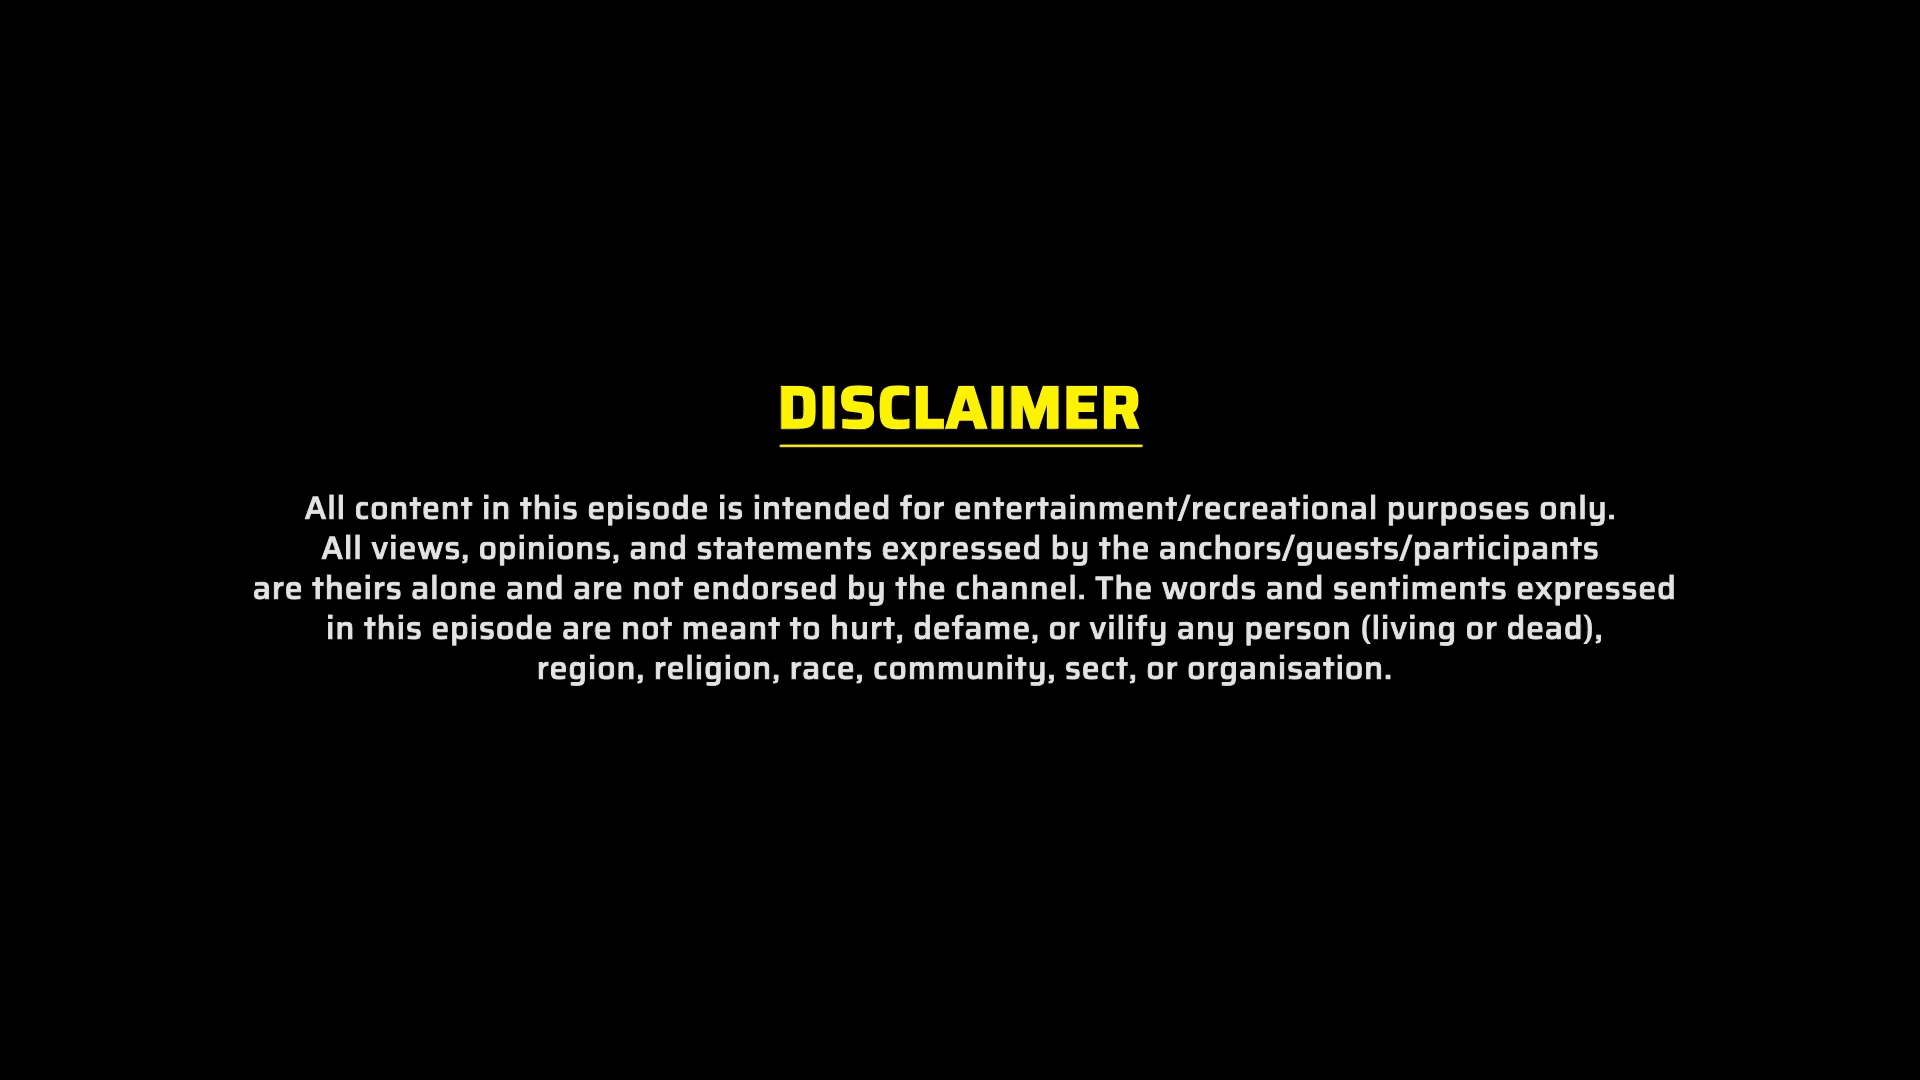 DISCLAIMER
All content in this episode is intended for entertainment/recreational purposes only.
All views, opinions, and statements expressed by the anchors/guests/participants
are theirs alone and are not endorsed by the channel. The words and sentiments expressed
in this episode are not meant to hurt, defame, or vilify any person (living or dead),
region, religion, race, community, sect, or organisation.